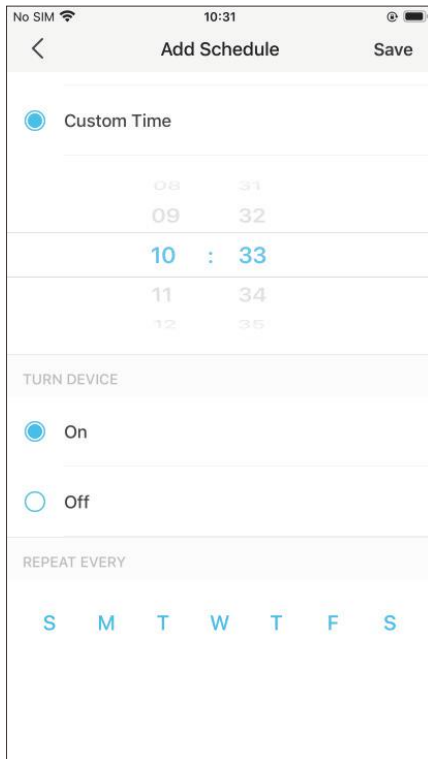 No SIM 10:31
Add Schedule Save
Custom Time
08 31
09 32
10 : 33
11 34
12 35
TURN DEVICE
On
Off
REPEAT EVERY
S M T W T F S